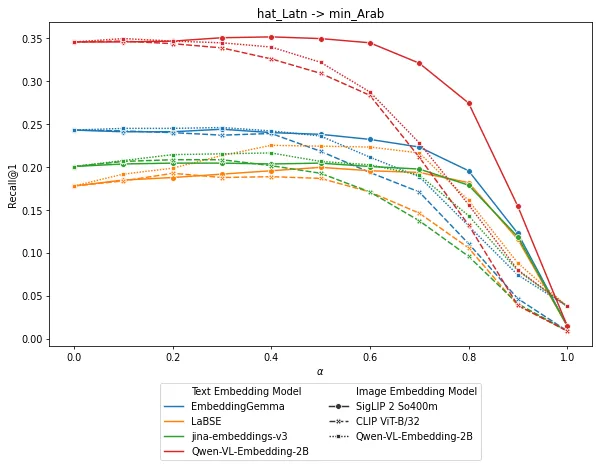 hat_Latn -> min_Arab
Recall@1
0.35
0.30
0.25
0.20
0.15
0.10
0.05
0.00
0.0 0.2 0.4 0.6 0.8 1.0
α
Text Embedding Model Image Embedding Model
EmbeddingGemma SigLIP 2 So400m
LaBSE CLIP ViT-B/32
jina-embeddings-v3 Qwen-VL-Embedding-2B
Qwen-VL-Embedding-2B